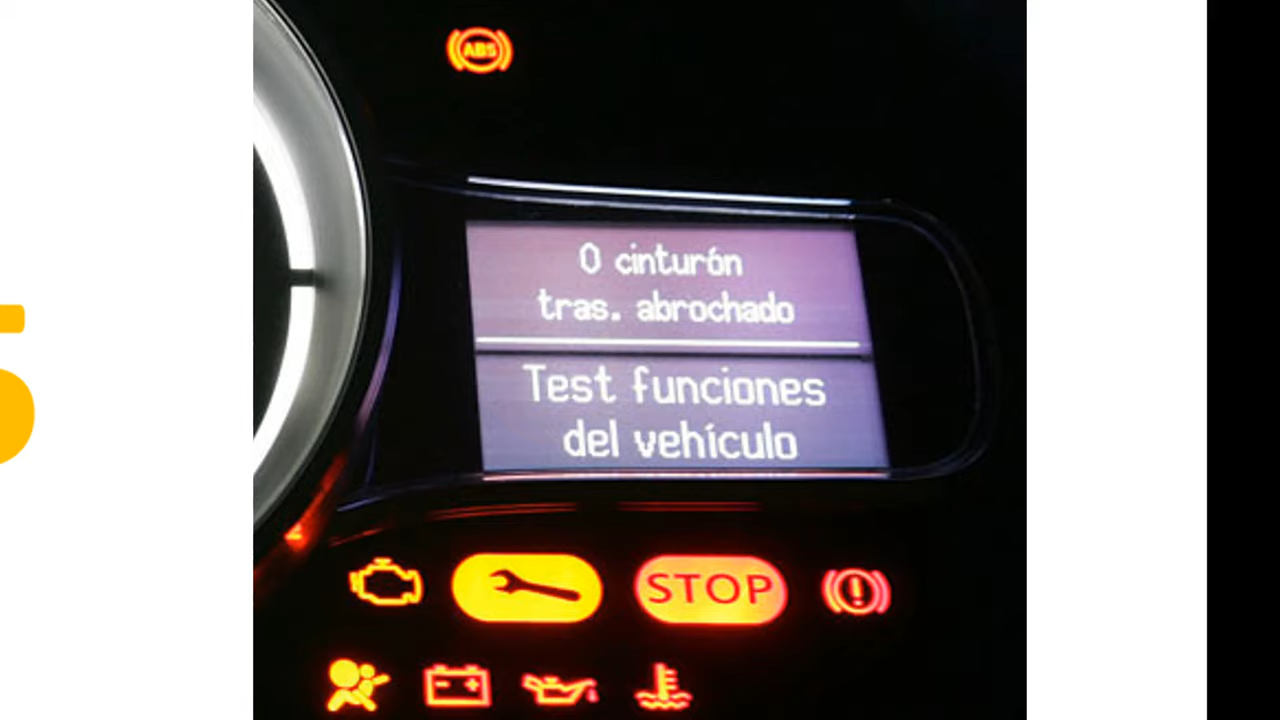 ABS
0 cinturón
tras. abrochado
Test funciones
del vehículo
STOP